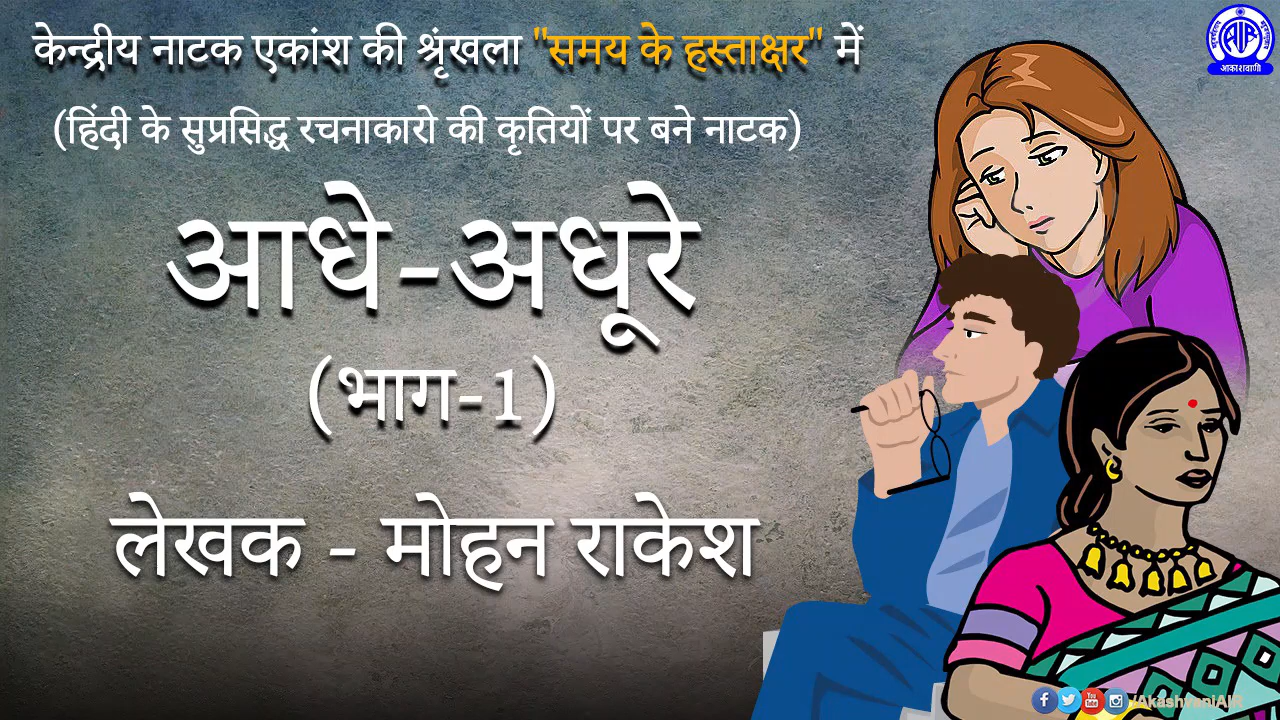 केन्द्रीय नाटक एकांश की श्रृंखला "समय के हस्ताक्षर" में
(हिंदी के सुप्रसिद्ध रचनाकारो की कृतियों पर बने नाटक)
आधे-अधूरे
(भाग-1)
लेखक - मोहन राकेश
AIR
आकाशवाणी
/AkashvaniAIR